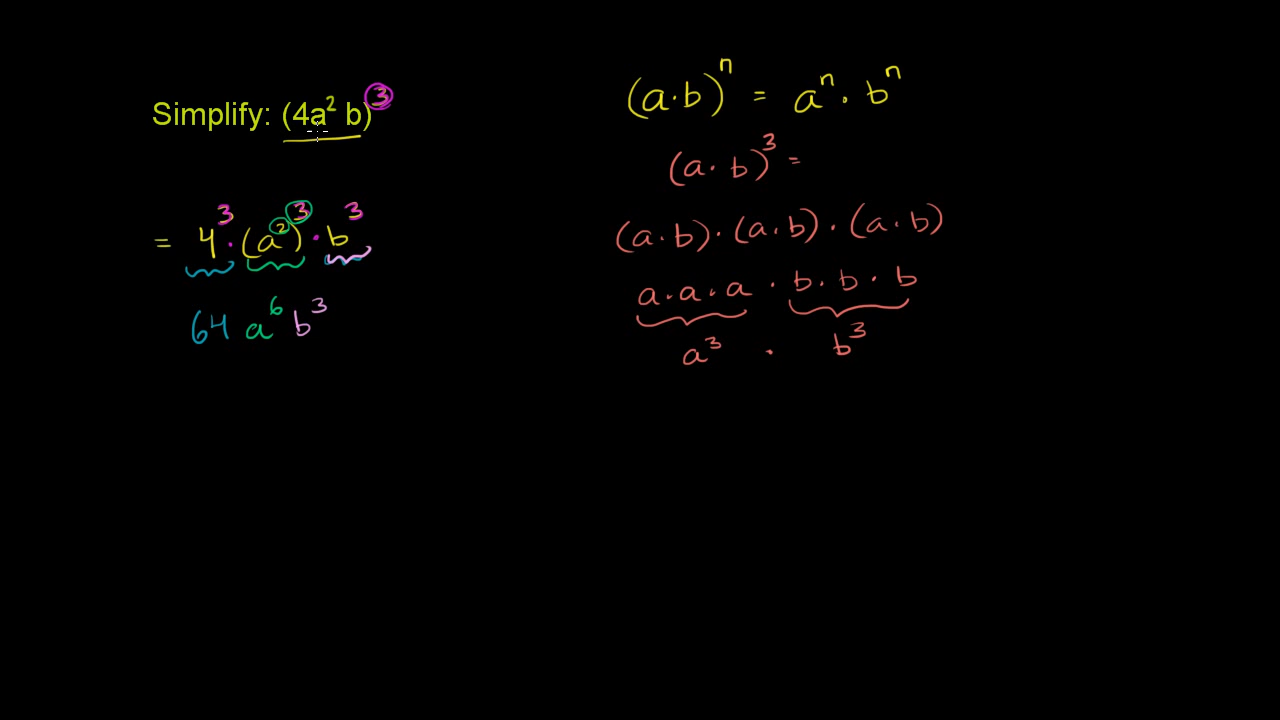 Simplify: (4a² b)³
= 4³ · (a²)³ · b³
64 a⁶ b³
(a·b)ⁿ = aⁿ · bⁿ
(a · b)³ =
(a·b)·(a·b)·(a·b)
a·a·a · b·b·b
a³ · b³